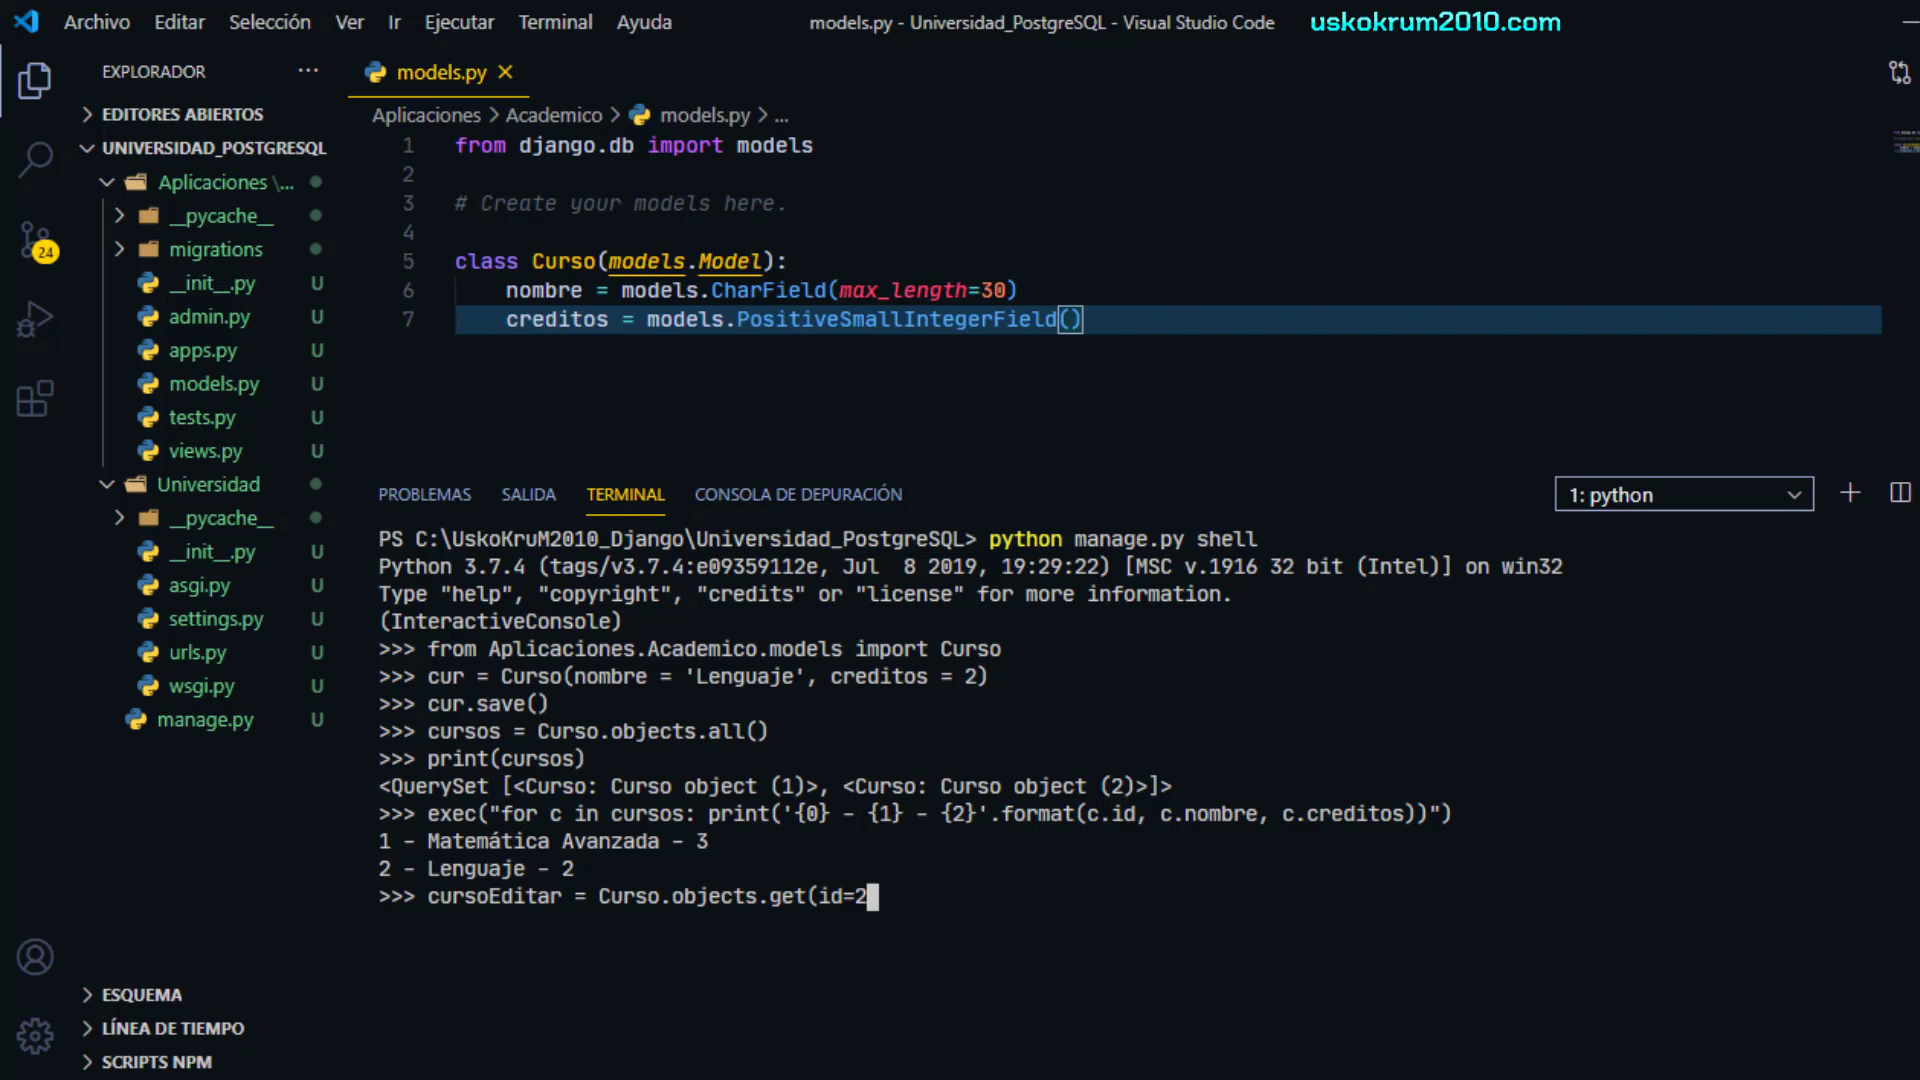 Archivo Editar Selección Ver Ir Ejecutar Terminal Ayuda models.py - Universidad_PostgreSQL - Visual Studio Code uskokrum2010.com
EXPLORADOR ...
EDITORES ABIERTOS
UNIVERSIDAD_POSTGRESQL
Aplicaciones \...
__pycache__
migrations
__init__.py U
admin.py U
apps.py U
models.py U
tests.py U
views.py U
Universidad
__pycache__
__init__.py U
asgi.py U
settings.py U
urls.py U
wsgi.py U
manage.py U
24
ESQUEMA
LÍNEA DE TIEMPO
SCRIPTS NPM
models.py
Aplicaciones > Academico > models.py > ...
1 from django.db import models
2
3 # Create your models here.
4
5 class Curso(models.Model):
6 nombre = models.CharField(max_length=30)
7 creditos = models.PositiveSmallIntegerField()
PROBLEMAS SALIDA TERMINAL CONSOLA DE DEPURACIÓN 1: python
PS C:\UskoKruM2010_Django\Universidad_PostgreSQL> python manage.py shell
Python 3.7.4 (tags/v3.7.4:e09359112e, Jul  8 2019, 19:29:22) [MSC v.1916 32 bit (Intel)] on win32
Type "help", "copyright", "credits" or "license" for more information.
(InteractiveConsole)
>>> from Aplicaciones.Academico.models import Curso
>>> cur = Curso(nombre = 'Lenguaje', creditos = 2)
>>> cur.save()
>>> cursos = Curso.objects.all()
>>> print(cursos)
<QuerySet [<Curso: Curso object (1)>, <Curso: Curso object (2)>]>
>>> exec("for c in cursos: print('{0} - {1} - {2}'.format(c.id, c.nombre, c.creditos))")
1 - Matemática Avanzada - 3
2 - Lenguaje - 2
>>> cursoEditar = Curso.objects.get(id=2